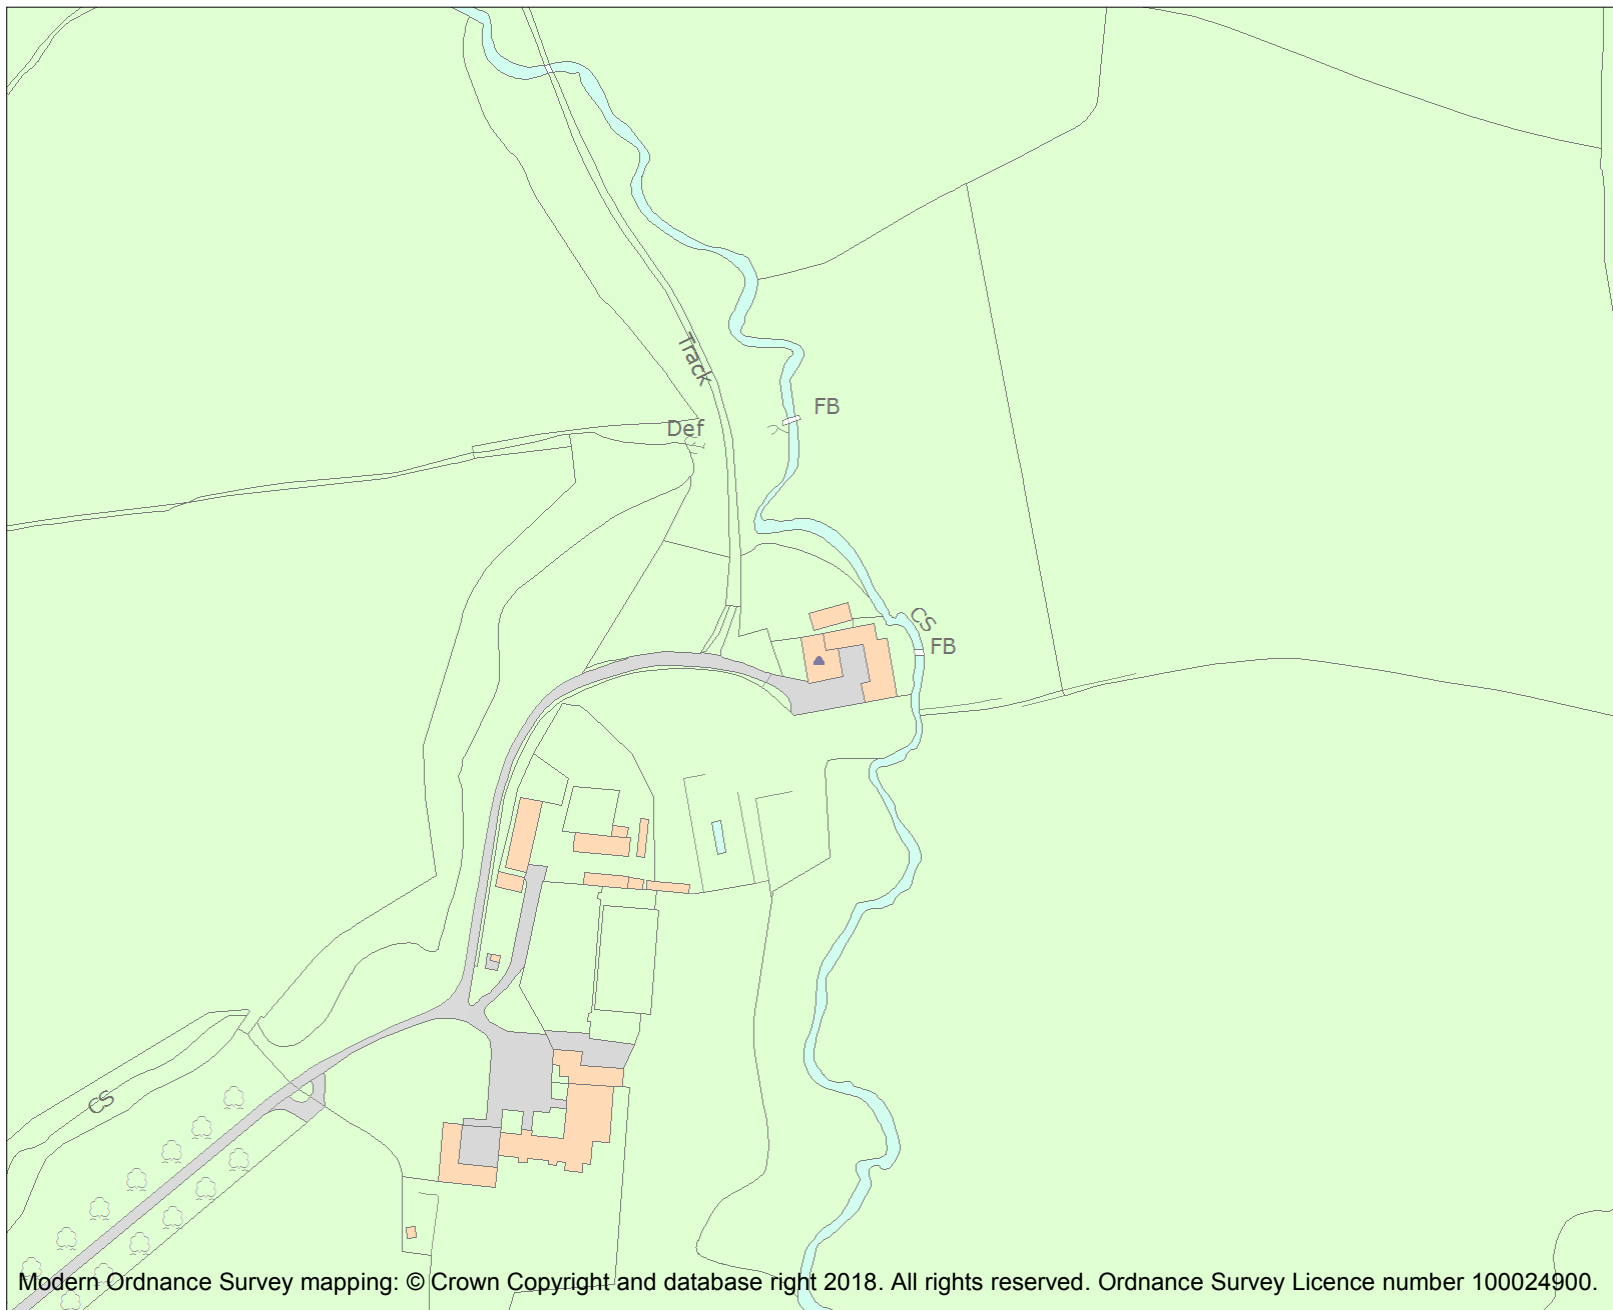 Track
FB
Def
CS
FB
CS
Modern Ordnance Survey mapping: © Crown Copyright and database right 2018. All rights reserved. Ordnance Survey Licence number 100024900.